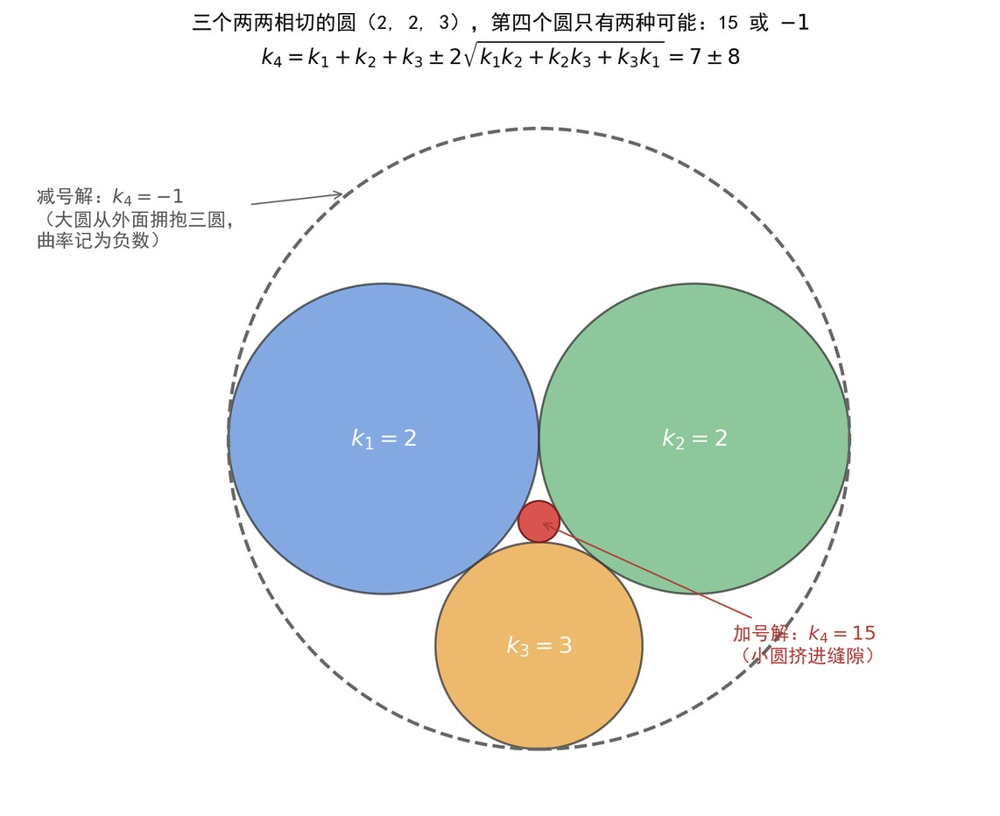 三个两两相切的圆（2, 2, 3），第四个圆只有两种可能：15 或 −1
k₄ = k₁ + k₂ + k₃ ± 2√(k₁k₂ + k₂k₃ + k₃k₁) = 7 ± 8
减号解：k₄ = −1
（大圆从外面拥抱三圆，
曲率记为负数）
k₁ = 2
k₂ = 2
k₃ = 3
加号解：k₄ = 15
（小圆挤进缝隙）